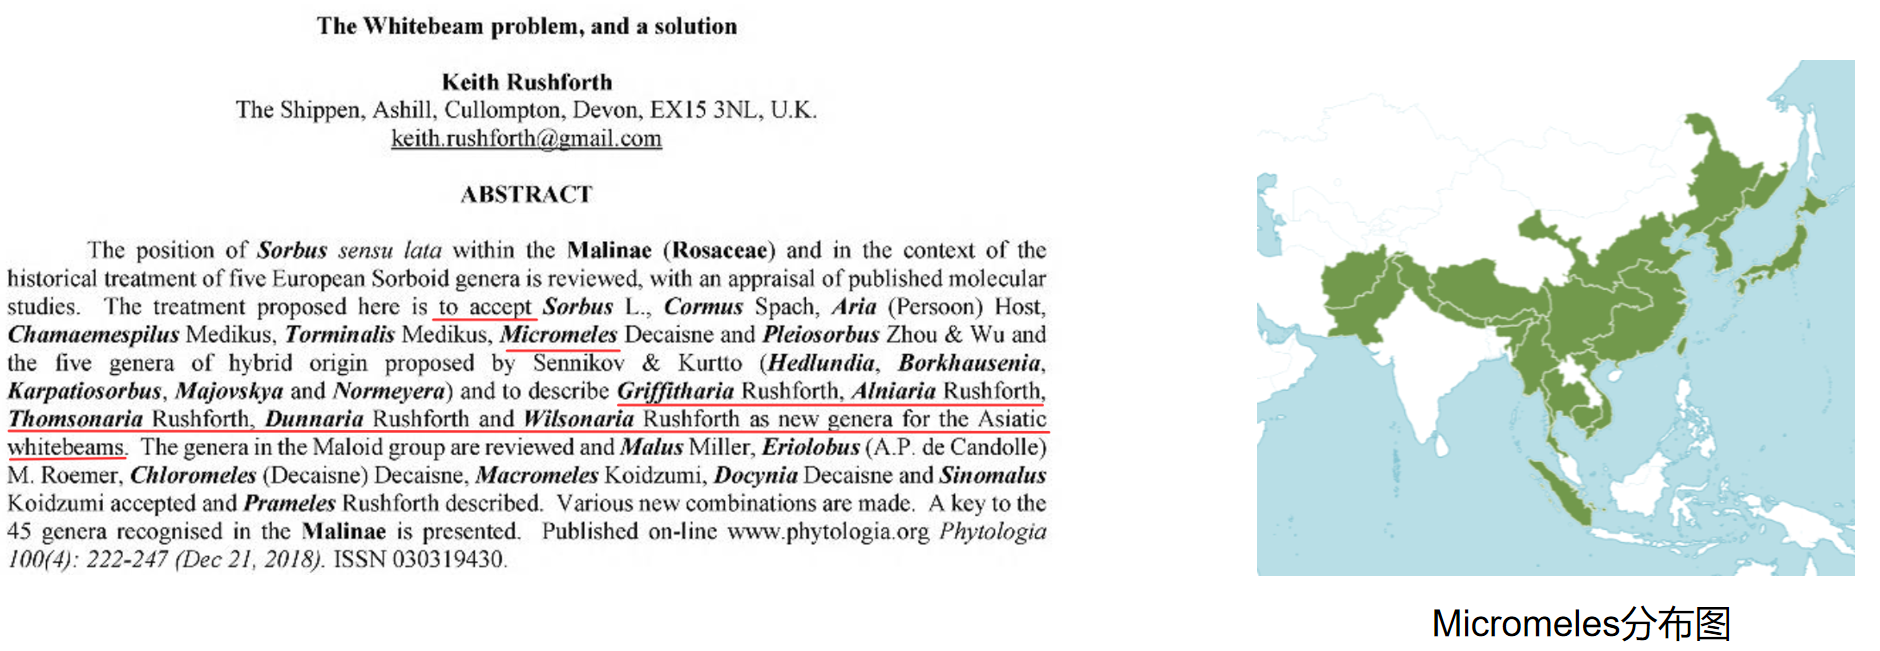 The Whitebeam problem, and a solution
Keith Rushforth
The Shippen, Ashill, Cullompton, Devon, EX15 3NL, U.K.
keith.rushforth@gmail.com
ABSTRACT
The position of Sorbus sensu lata within the Malinae (Rosaceae) and in the context of the
historical treatment of five European Sorboid genera is reviewed, with an appraisal of published molecular
studies. The treatment proposed here is to accept Sorbus L., Cormus Spach, Aria (Persoon) Host,
Chamaemespilus Medikus, Torminalis Medikus, Micromeles Decaisne and Pleiosorbus Zhou & Wu and
the five genera of hybrid origin proposed by Sennikov & Kurtto (Hedlundia, Borkhausenia,
Karpatiosorbus, Majovskya and Normeyera) and to describe Griffitharia Rushforth, Alniaria Rushforth,
Thomsonaria Rushforth, Dunnaria Rushforth and Wilsonaria Rushforth as new genera for the Asiatic
whitebeams. The genera in the Maloid group are reviewed and Malus Miller, Eriolobus (A.P. de Candolle)
M. Roemer, Chloromeles (Decaisne) Decaisne, Macromeles Koidzumi, Docynia Decaisne and Sinomalus
Koidzumi accepted and Prameles Rushforth described. Various new combinations are made. A key to the
45 genera recognised in the Malinae is presented. Published on-line www.phytologia.org Phytologia
100(4): 222-247 (Dec 21, 2018). ISSN 030319430.
Micromeles分布图